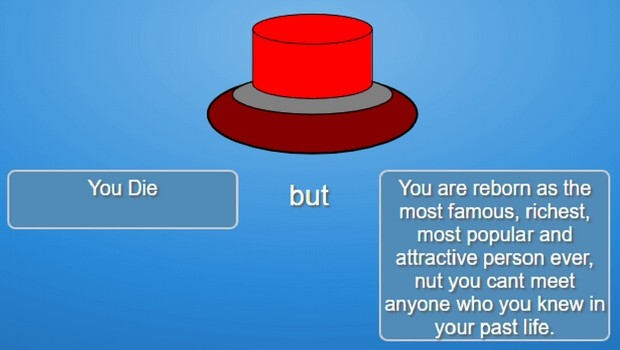 You Die
but
You are reborn as the
most famous, richest,
most popular and
attractive person ever,
nut you cant meet
anyone who you knew in
your past life.